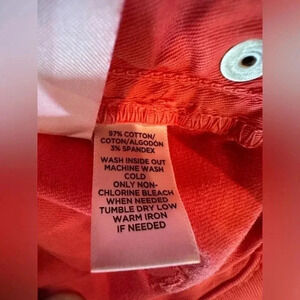 97% COTTON/
COTON/ALGODÓN
3% SPANDEX
WASH INSIDE OUT
MACHINE WASH
COLD
ONLY NON-
CHLORINE BLEACH
WHEN NEEDED
TUMBLE DRY LOW
WARM IRON
IF NEEDED